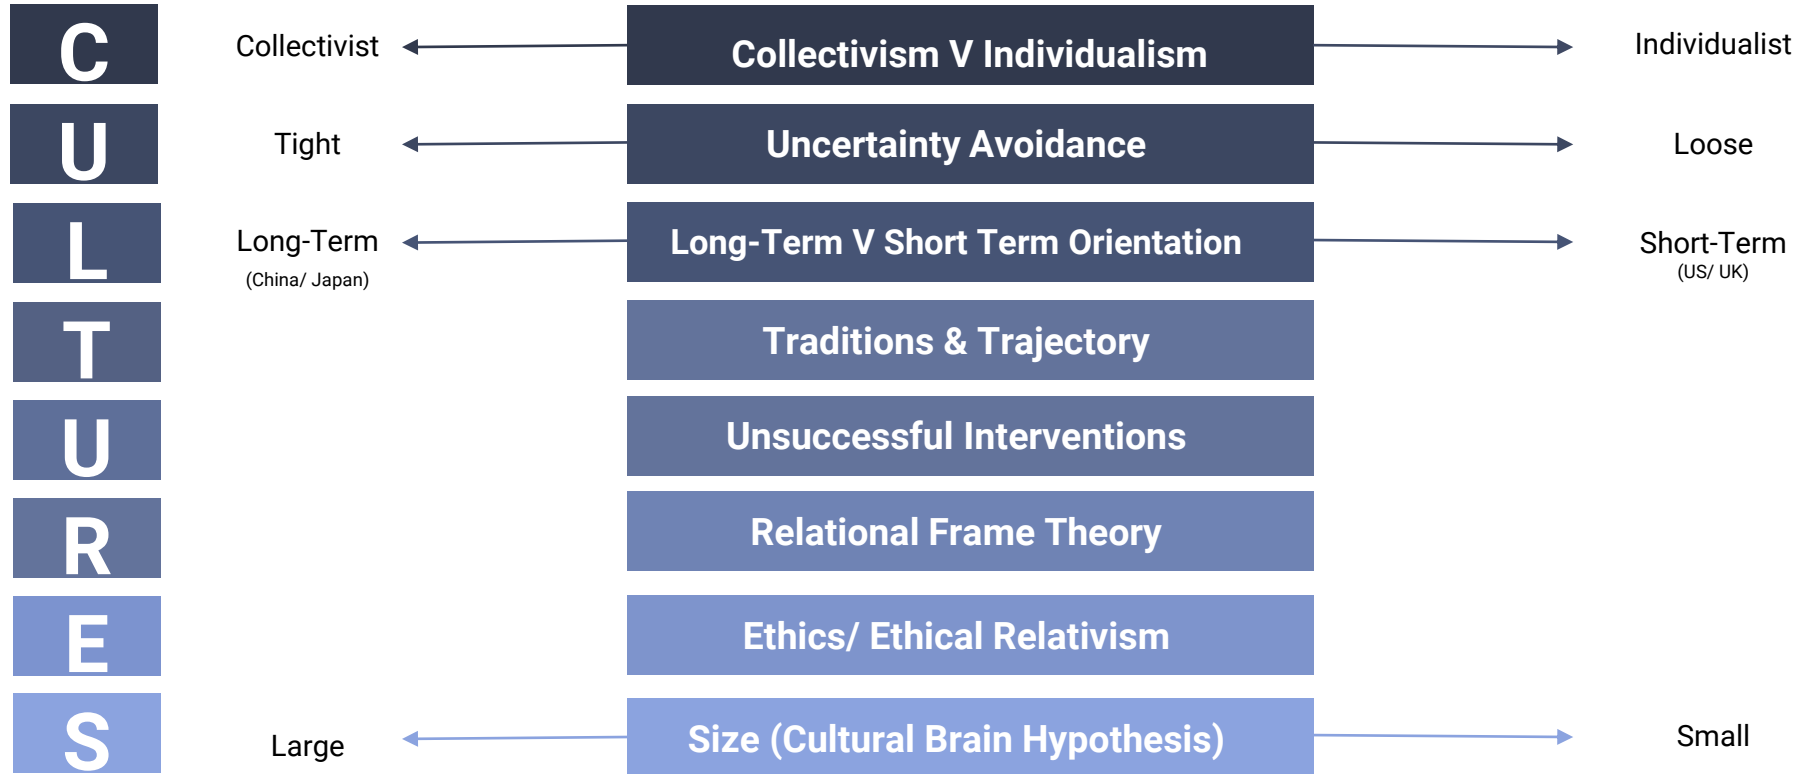 C
Collectivist
Collectivism V Individualism
Individualist
U
Tight
Uncertainty Avoidance
Loose
L
Long-Term
(China/ Japan)
Long-Term V Short Term Orientation
Short-Term
(US/ UK)
T
Traditions & Trajectory
U
Unsuccessful Interventions
R
Relational Frame Theory
E
Ethics/ Ethical Relativism
S
Large
Size (Cultural Brain Hypothesis)
Small